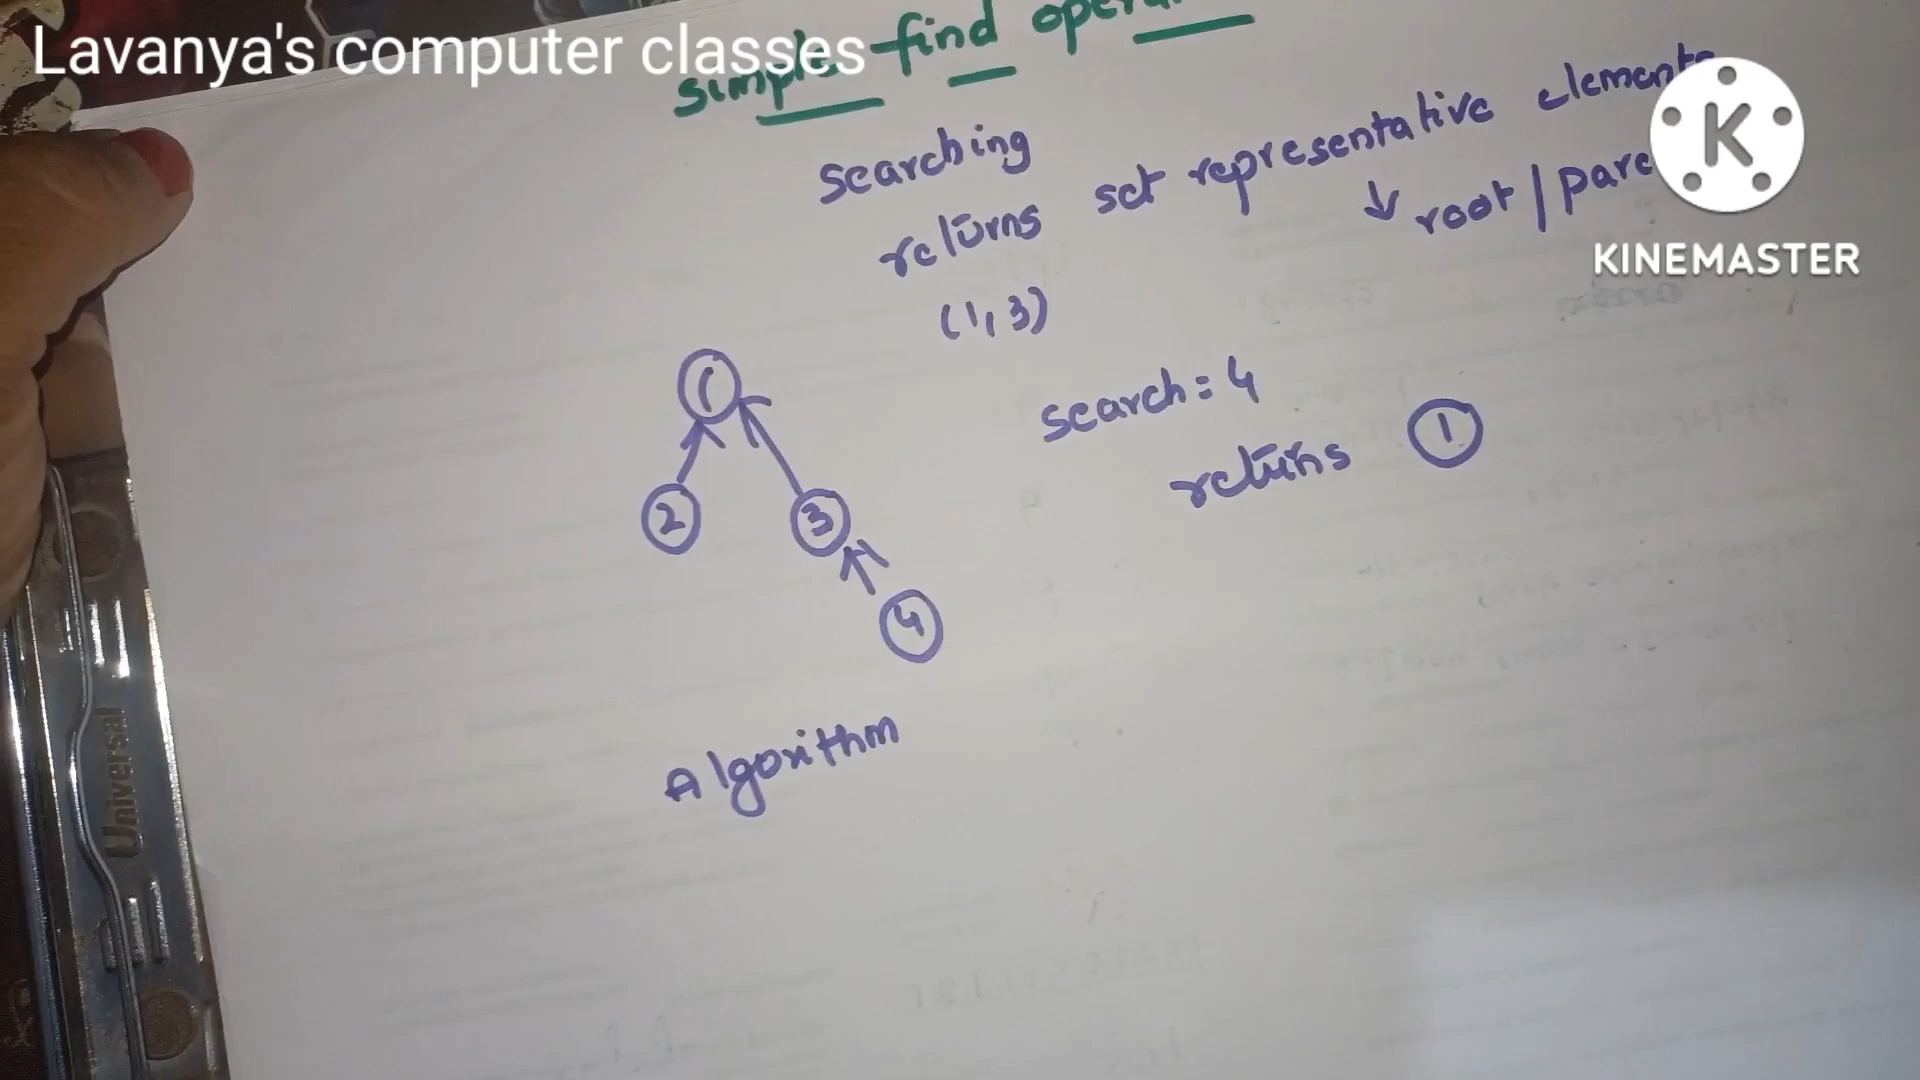 Lavanya's computer classes
simple find
searching
returns set representative elements
root / pare
(1, 3)
KINEMASTER
K
1
2
3
4
search = 4
returns 1
Algorithm
Universal